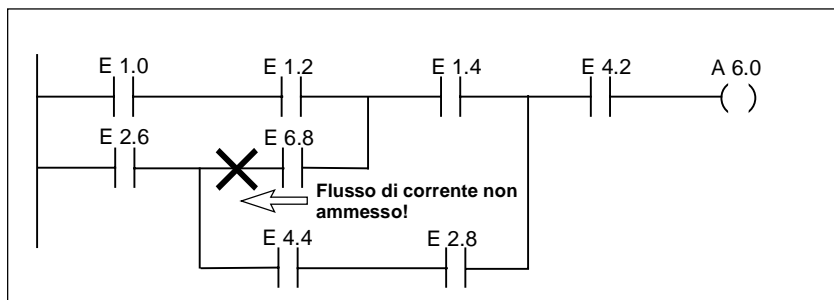 E 1.0 E 1.2 E 1.4 E 4.2 A 6.0
E 2.6 E 6.8
Flusso di corrente non
ammesso!
E 4.4 E 2.8